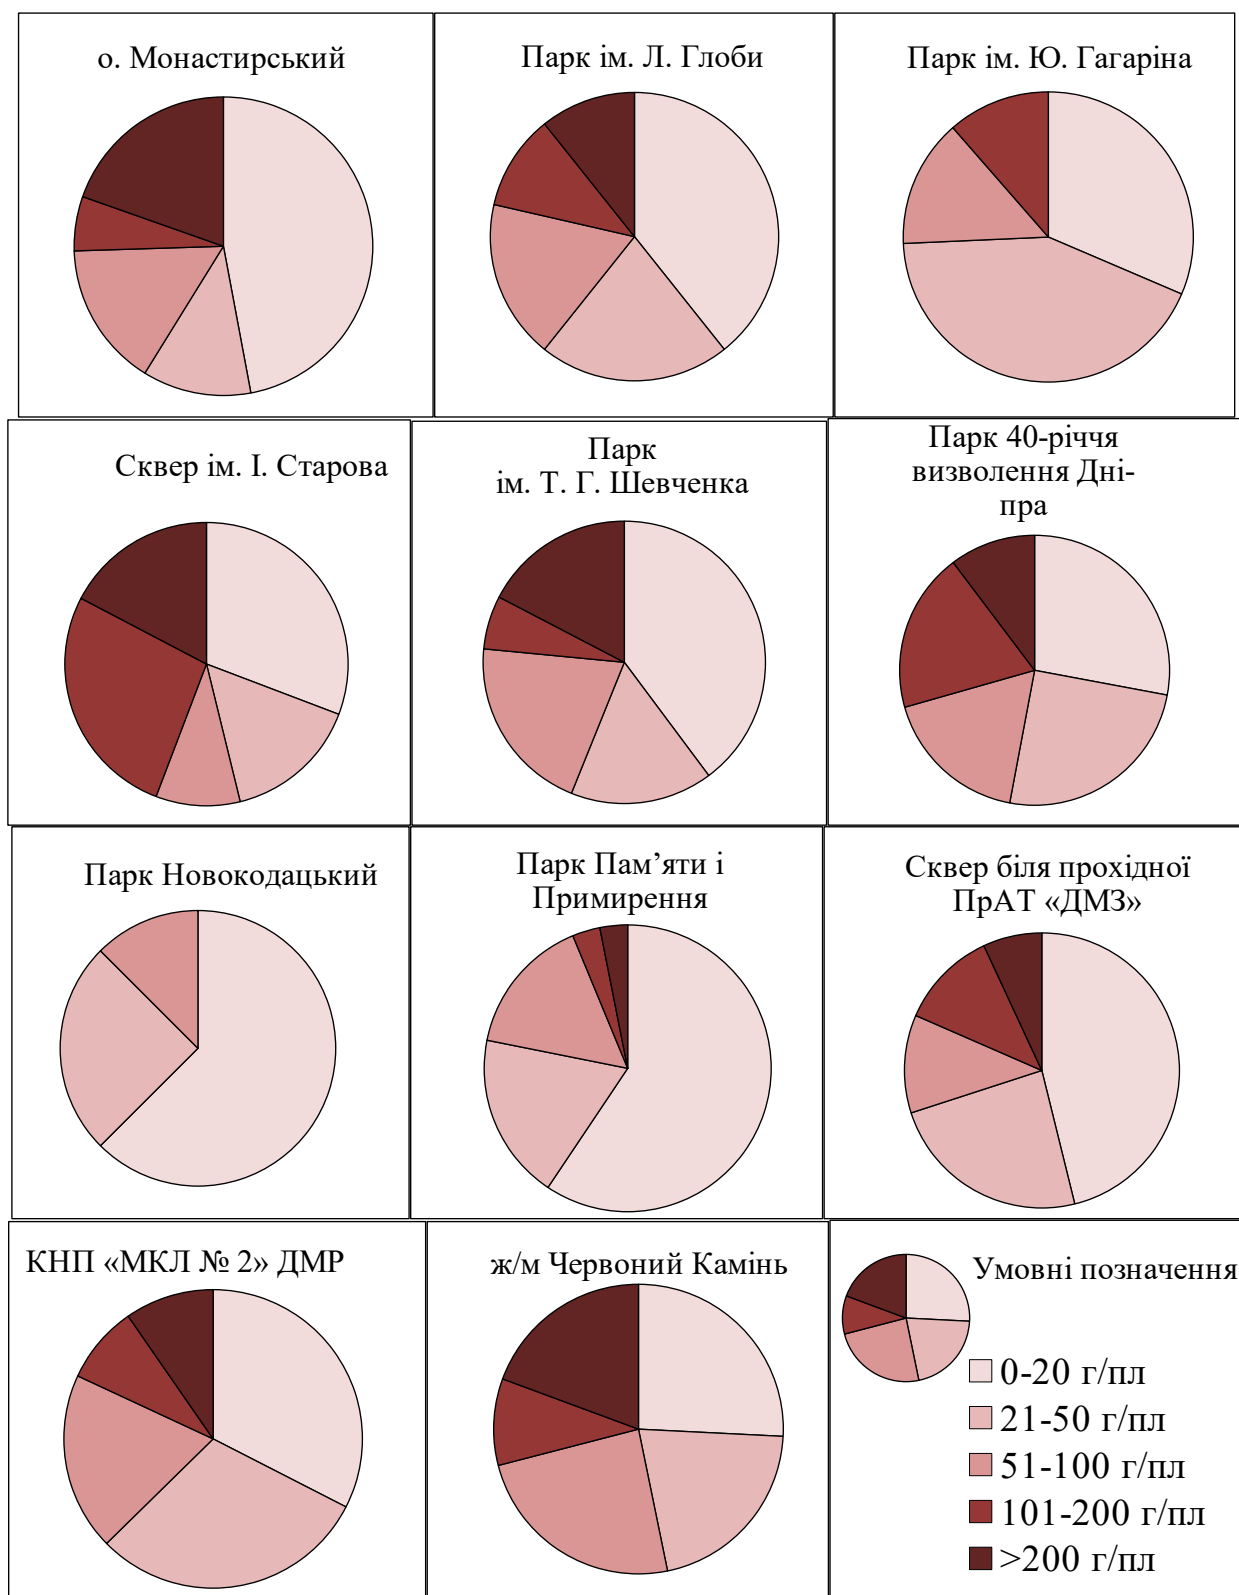 о. Монастирський
Парк ім. Л. Глоби
Парк ім. Ю. Гагаріна
Сквер ім. І. Старова
Парк
ім. Т. Г. Шевченка
Парк 40-річчя
визволення Дні-
пра
Парк Новокодацький
Парк Пам’яти і
Примирення
Сквер біля прохідної
ПрАТ «ДМЗ»
КНП «МКЛ № 2» ДМР
ж/м Червоний Камінь
Умовні позначення
0-20 г/пл
21-50 г/пл
51-100 г/пл
101-200 г/пл
>200 г/пл